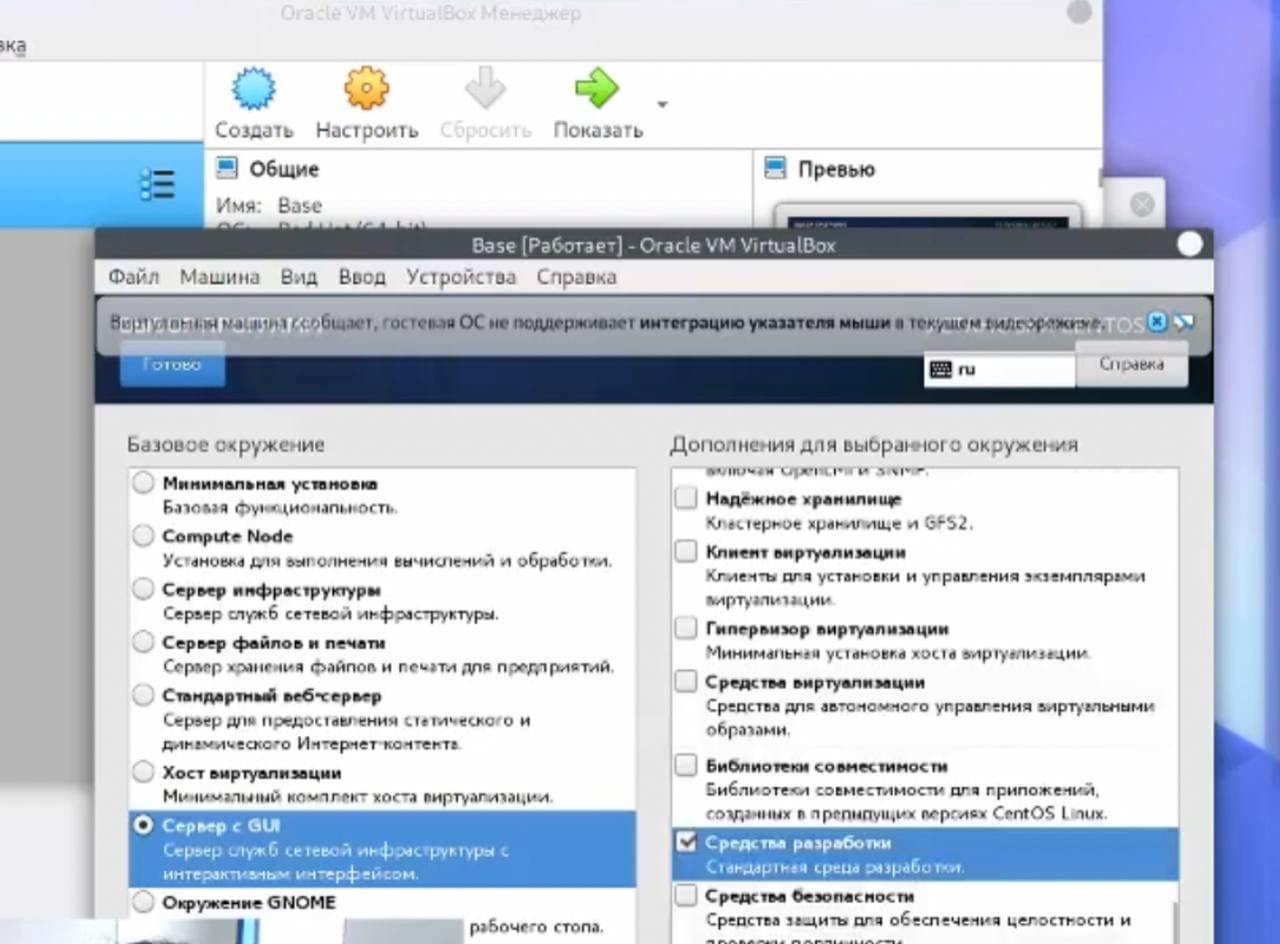 Oracle VM VirtualBox Менеджер
вка
Создать Настроить Сбросить Показать
Общие
Превью
Имя: Base
Base [Работает] - Oracle VM VirtualBox
Файл Машина Вид Ввод Устройства Справка
Виртуальная машина сообщает, гостевая ОС не поддерживает интеграцию указателя мыши в текущем видеорежиме.
Готово
ru
Справка
Базовое окружение
Минимальная установка
Базовая функциональность.
Compute Node
Установка для выполнения вычислений и обработки.
Сервер инфраструктуры
Сервер служб сетевой инфраструктуры.
Сервер файлов и печати
Сервер хранения файлов и печати для предприятий.
Стандартный веб-сервер
Сервер для предоставления статического и
динамического Интернет-контента.
Хост виртуализации
Минимальный комплект хоста виртуализации.
Сервер с GUI
Сервер служб сетевой инфраструктуры с
интерактивным интерфейсом.
Окружение GNOME
рабочего стола.
Дополнения для выбранного окружения
включая OpenLMI и SNMP.
Надёжное хранилище
Кластерное хранилище и GFS2.
Клиент виртуализации
Клиенты для установки и управления экземплярами
виртуализации.
Гипервизор виртуализации
Минимальная установка хоста виртуализации.
Средства виртуализации
Средства для автономного управления виртуальными
образами.
Библиотеки совместимости
Библиотеки совместимости для приложений,
созданных в предыдущих версиях CentOS Linux.
Средства разработки
Стандартная среда разработки.
Средства безопасности
Средства защиты для обеспечения целостности и